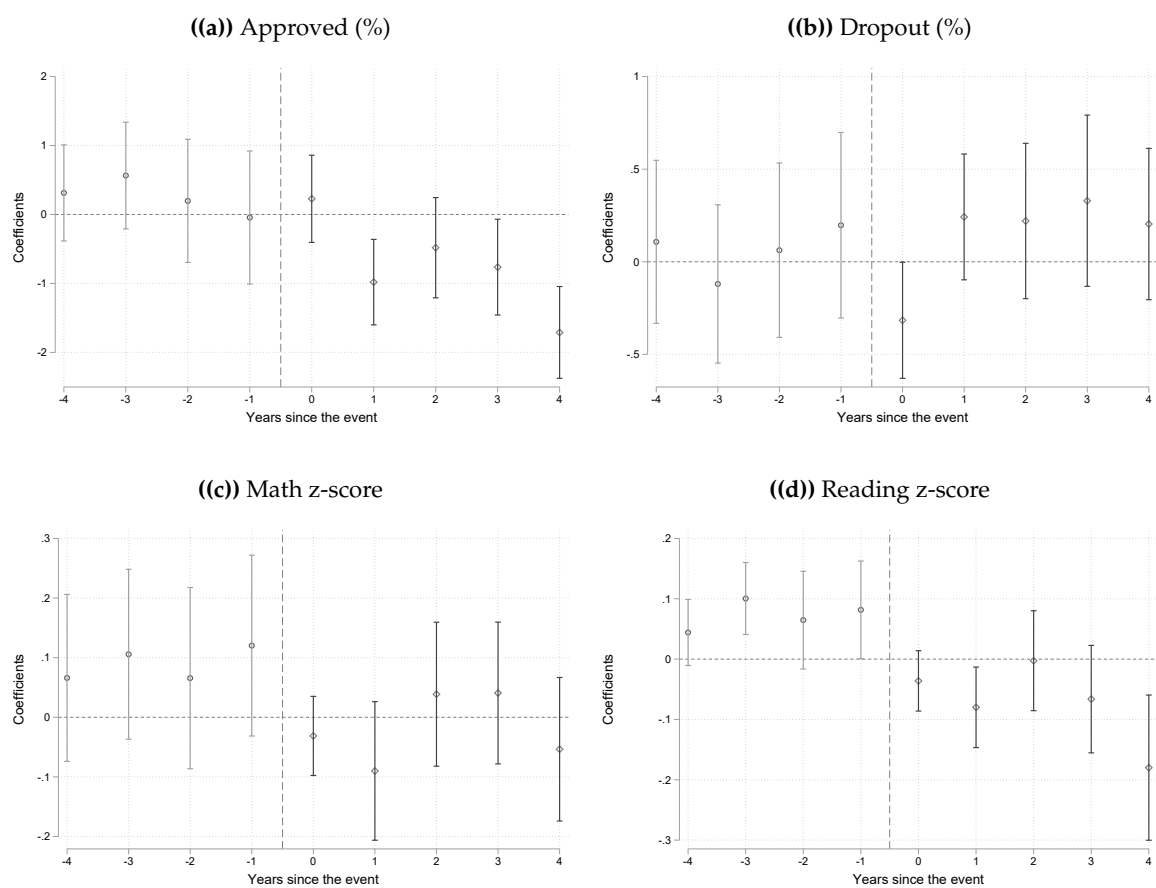 ((a)) Approved (%)
2
1
0
-1
-2
Coefficients
-4 -3 -2 -1 0 1 2 3 4
Years since the event
((b)) Dropout (%)
1
.5
0
-.5
Coefficients
-4 -3 -2 -1 0 1 2 3 4
Years since the event
((c)) Math z-score
.3
.2
.1
0
-.1
-.2
Coefficients
-4 -3 -2 -1 0 1 2 3 4
Years since the event
((d)) Reading z-score
.2
.1
0
-.1
-.2
-.3
Coefficients
-4 -3 -2 -1 0 1 2 3 4
Years since the event